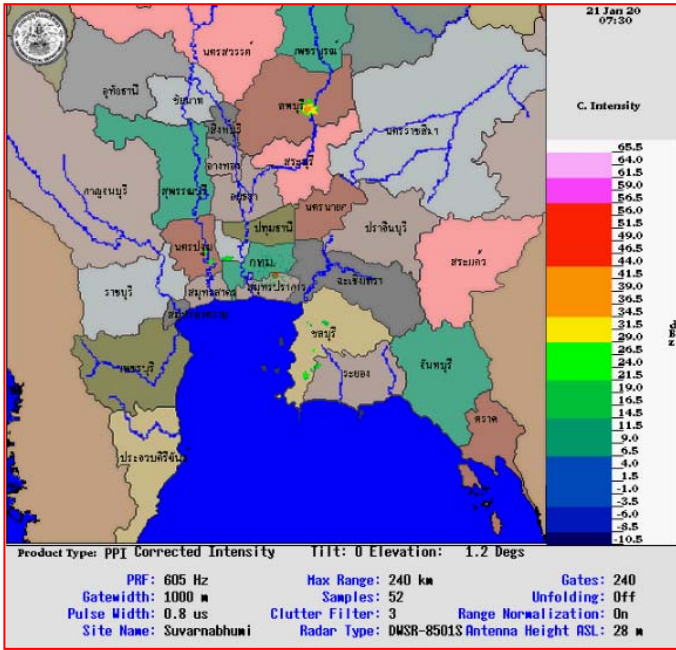 21 Jan 20
07:30
C. Intensity
65.5
64.0
61.5
59.0
56.5
56.0
51.5
49.0
46.5
44.0
41.5
39.0
36.5
34.5
31.5
29.0
26.5
24.0
21.5
19.0
16.5
14.5
11.5
9.0
6.5
4.0
1.5
-1.0
-3.5
-6.0
-8.5
-10.5
นครสวรรค์
เพชรบูรณ์
อุทัยธานี
ชัยนาท
ลพบุรี
สิงหบุรี
นครราชสีมา
อ่างทอง
สระบุรี
กาญจนบุรี
สุพรรณบุรี
อยุธยา
นครนายก
ปทุมธานี
ปราจีนบุรี
นครปฐม
กทม.
สระแก้ว
ราชบุรี
สมุทรสาคร
สมุทรปราการ
ฉะเชิงเทรา
ชลบุรี
เพชรบุรี
ระยอง
จันทบุรี
ตราด
ประจวบคีรีขันธ์
Product Type: PPI Corrected Intensity Tilt: 0 Elevation: 1.2 Degs
PRF: 605 Hz Max Range: 240 km Gates: 240
Gatewidth: 1000 m Samples: 52 Unfolding: Off
Pulse Width: 0.8 us Clutter Filter: 3 Range Normalization: On
Site Name: Suvarnabhumi Radar Type: DWSR-8501S Antenna Height ASL: 28 m